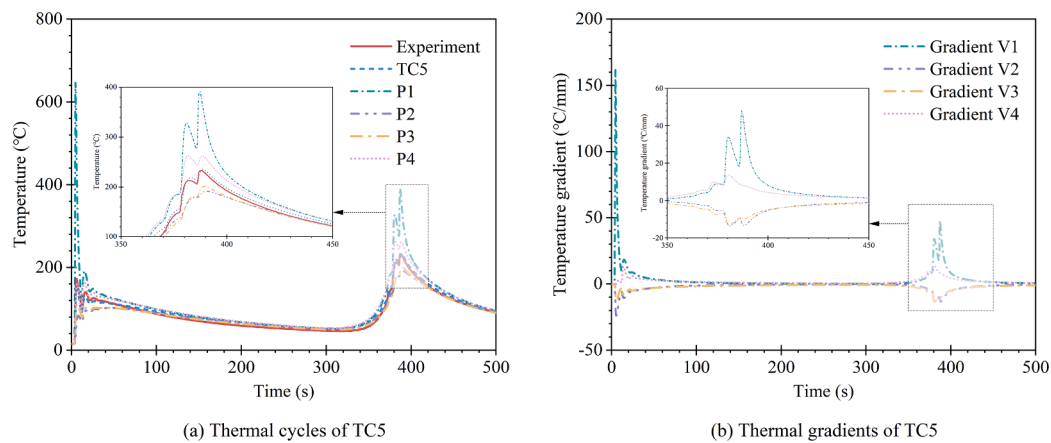 800
600
400
200
0
Temperature (°C)
0
100
200
300
400
500
Time (s)
Experiment
TC5
P1
P2
P3
P4
400
300
200
100
Temperature (°C)
350
400
450
Time (s)
(a) Thermal cycles of TC5
200
150
100
50
0
-50
Temperature gradient (°C/mm)
0
100
200
300
400
500
Time (s)
Gradient V1
Gradient V2
Gradient V3
Gradient V4
60
40
20
0
-20
Temperature gradient (°C/mm)
350
400
450
Time (s)
(b) Thermal gradients of TC5